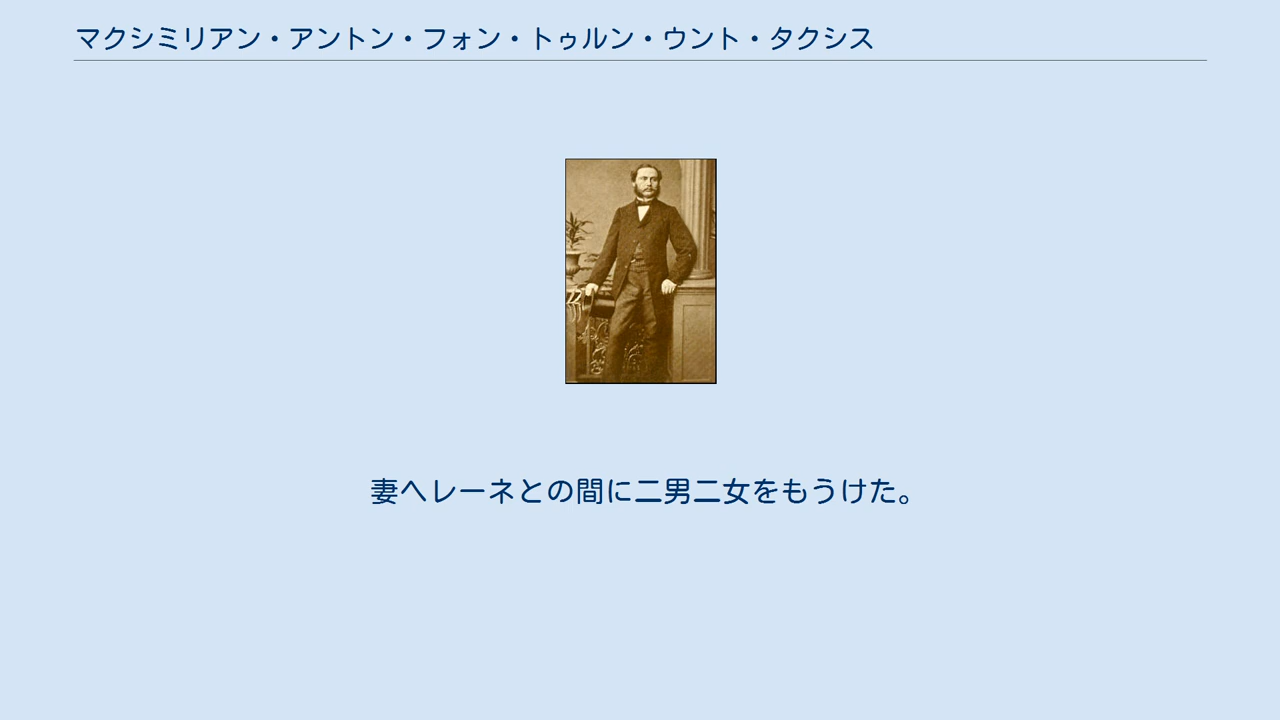 マクシミリアン・アントン・フォン・トゥルン・ウント・タクシス
妻ヘレーネとの間に二男二女をもうけた。